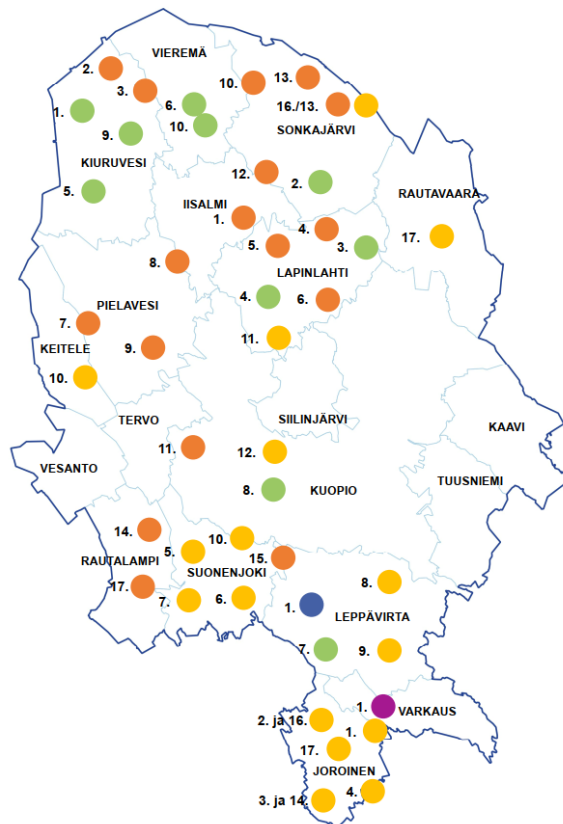 VIEREMÄ
2.
13.
10.
3.
6.
16./13.
1.
10.
SONKAJÄRVI
9.
KIURUVESI
12.
2.
RAUTAVAARA
5.
IISALMI
1.
4.
17.
5.
3.
8.
LAPINLAHTI
4.
6.
PIELAVESI
7.
11.
KEITELE
9.
10.
TERVO
SIILINJÄRVI
KAAVI
11.
12.
VESANTO
TUUSNIEMI
8.
KUOPIO
14.
10.
5.
RAUTALAMPI
15.
SUONENJOKI
17.
8.
7.
6.
1.
LEPPÄVIRTA
7.
9.
1.
VARKAUS
2. ja 16.
1.
17.
JOROINEN
4.
3. ja 14.